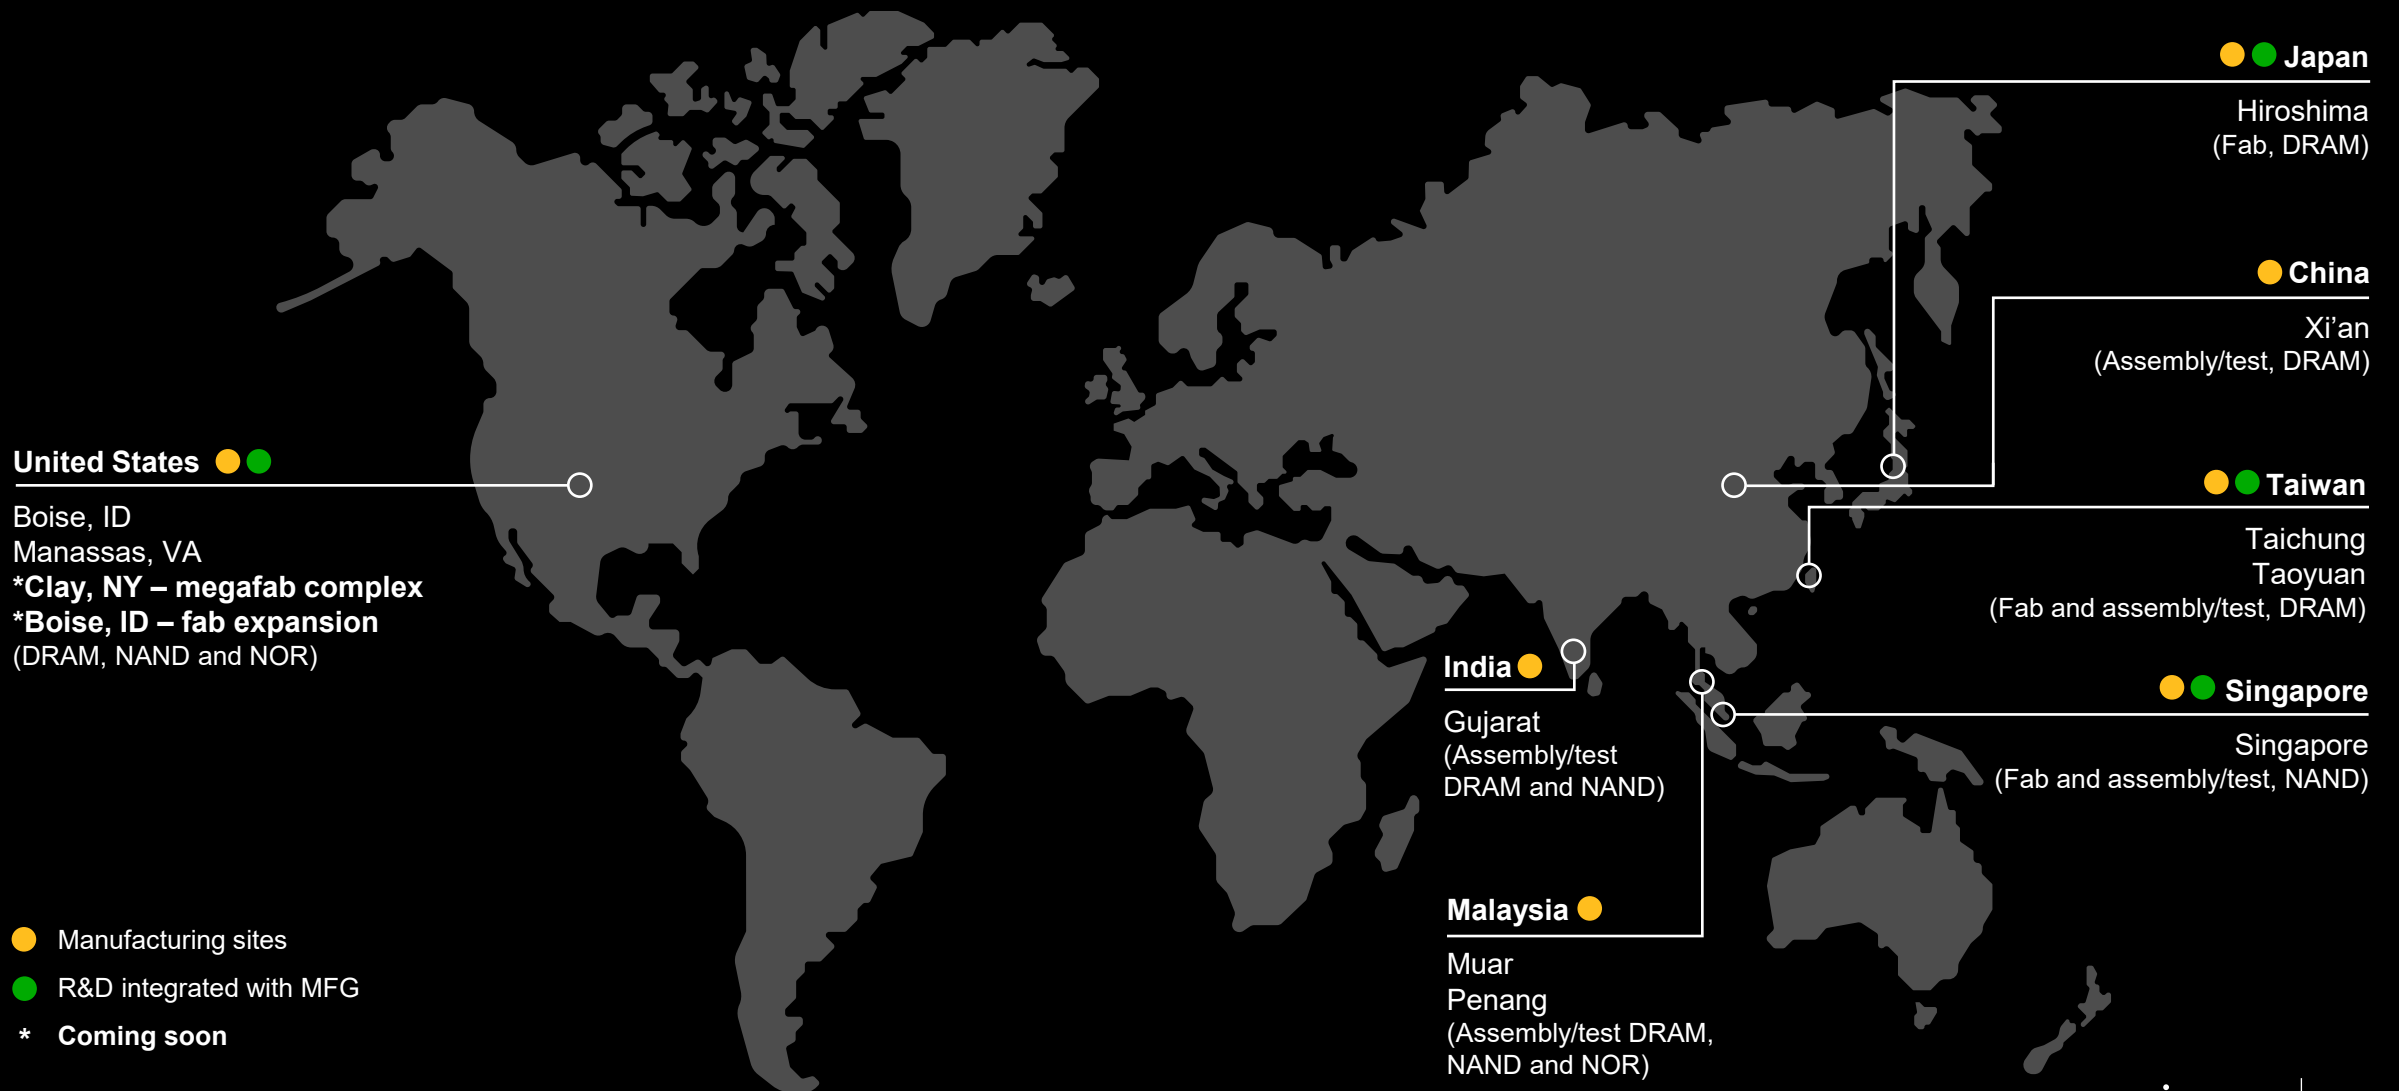 United States
Boise, ID
Manassas, VA
*Clay, NY – megafab complex
*Boise, ID – fab expansion
(DRAM, NAND and NOR)
Manufacturing sites
R&D integrated with MFG
* Coming soon
India
Gujarat
(Assembly/test
DRAM and NAND)
Malaysia
Muar
Penang
(Assembly/test DRAM,
NAND and NOR)
Japan
Hiroshima
(Fab, DRAM)
China
Xi’an
(Assembly/test, DRAM)
Taiwan
Taichung
Taoyuan
(Fab and assembly/test, DRAM)
Singapore
Singapore
(Fab and assembly/test, NAND)